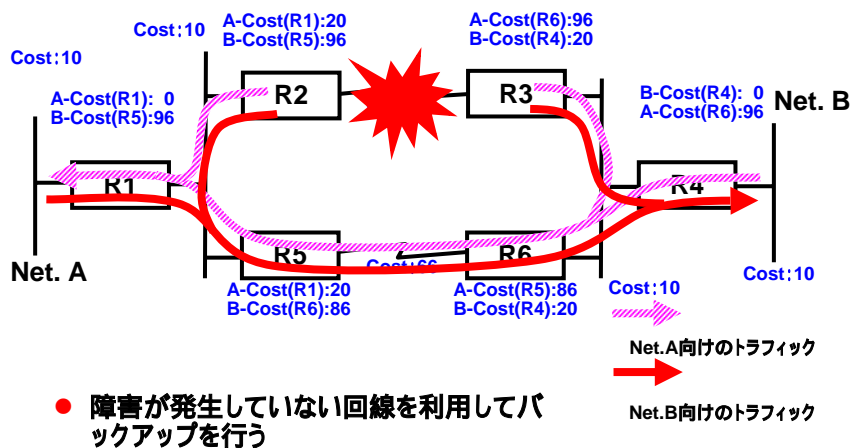 A-Cost(R1):20
B-Cost(R5):96
A-Cost(R6):96
B-Cost(R4):20
Cost:10
Cost:10
A-Cost(R1): 0
B-Cost(R5):96
R2
R3
B-Cost(R4): 0
A-Cost(R6):96
Net. B
R1
R4
Net. A
R5
Cost:66
R6
Cost:10
A-Cost(R1):20
B-Cost(R6):86
A-Cost(R5):86
B-Cost(R4):20
Cost:10
Net.A向けのトラフィック
● 障害が発生していない回線を利用してバ
ックアップを行う
Net.B向けのトラフィック